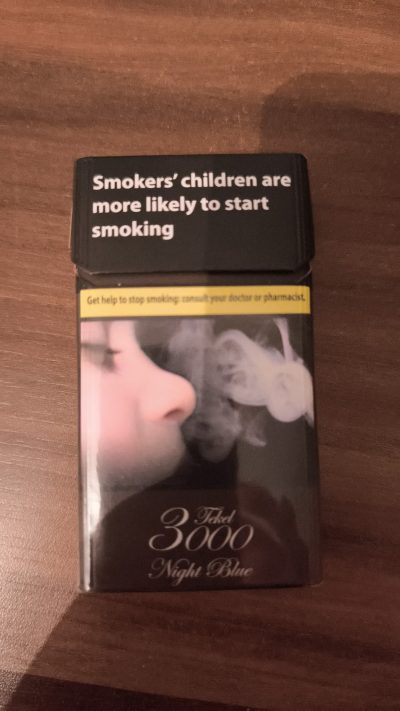 Smokers' children are
more likely to start
smoking
Get help to stop smoking: consult your doctor or pharmacist.
Tekel
3000
Night Blue